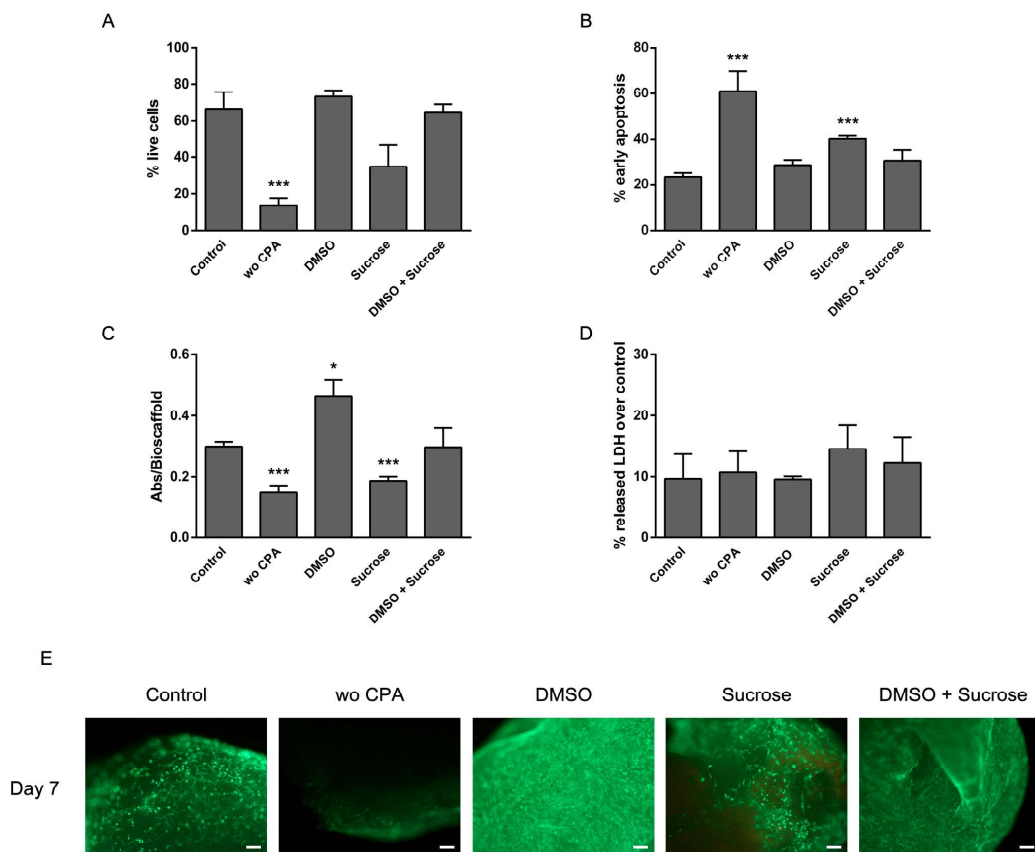 A
% live cells
100
80
60
40
20
0
***
Control
wo CPA
DMSO
Sucrose
DMSO + Sucrose
B
% early apoptosis
80
60
40
20
0
***
***
Control
wo CPA
DMSO
Sucrose
DMSO + Sucrose
C
Abs/Bioscaffold
0.6
0.4
0.2
0.0
***
*
***
Control
wo CPA
DMSO
Sucrose
DMSO + Sucrose
D
% released LDH over control
30
20
10
0
Control
wo CPA
DMSO
Sucrose
DMSO + Sucrose
E
Control
wo CPA
DMSO
Sucrose
DMSO + Sucrose
Day 7